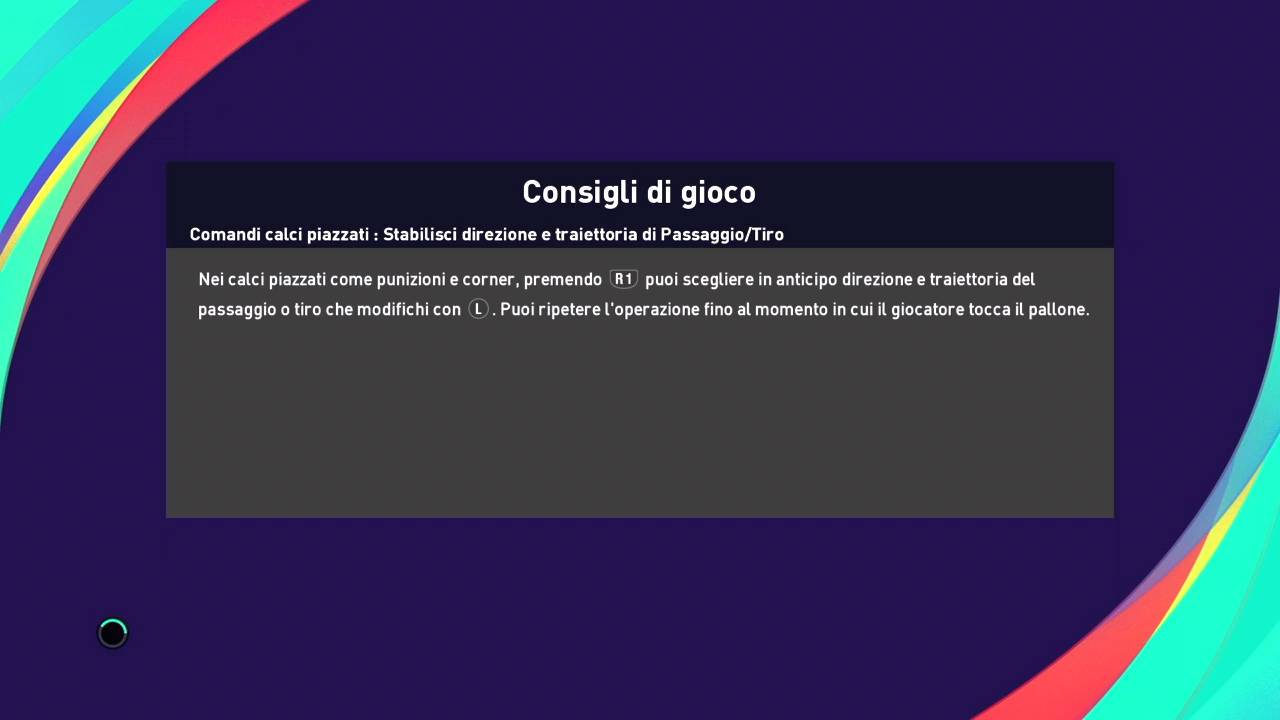 Consigli di gioco
Comandi calci piazzati : Stabilisci direzione e traiettoria di Passaggio/Tiro
Nei calci piazzati come punizioni e corner, premendo R1 puoi scegliere in anticipo direzione e traiettoria del
passaggio o tiro che modifichi con L. Puoi ripetere l'operazione fino al momento in cui il giocatore tocca il pallone.